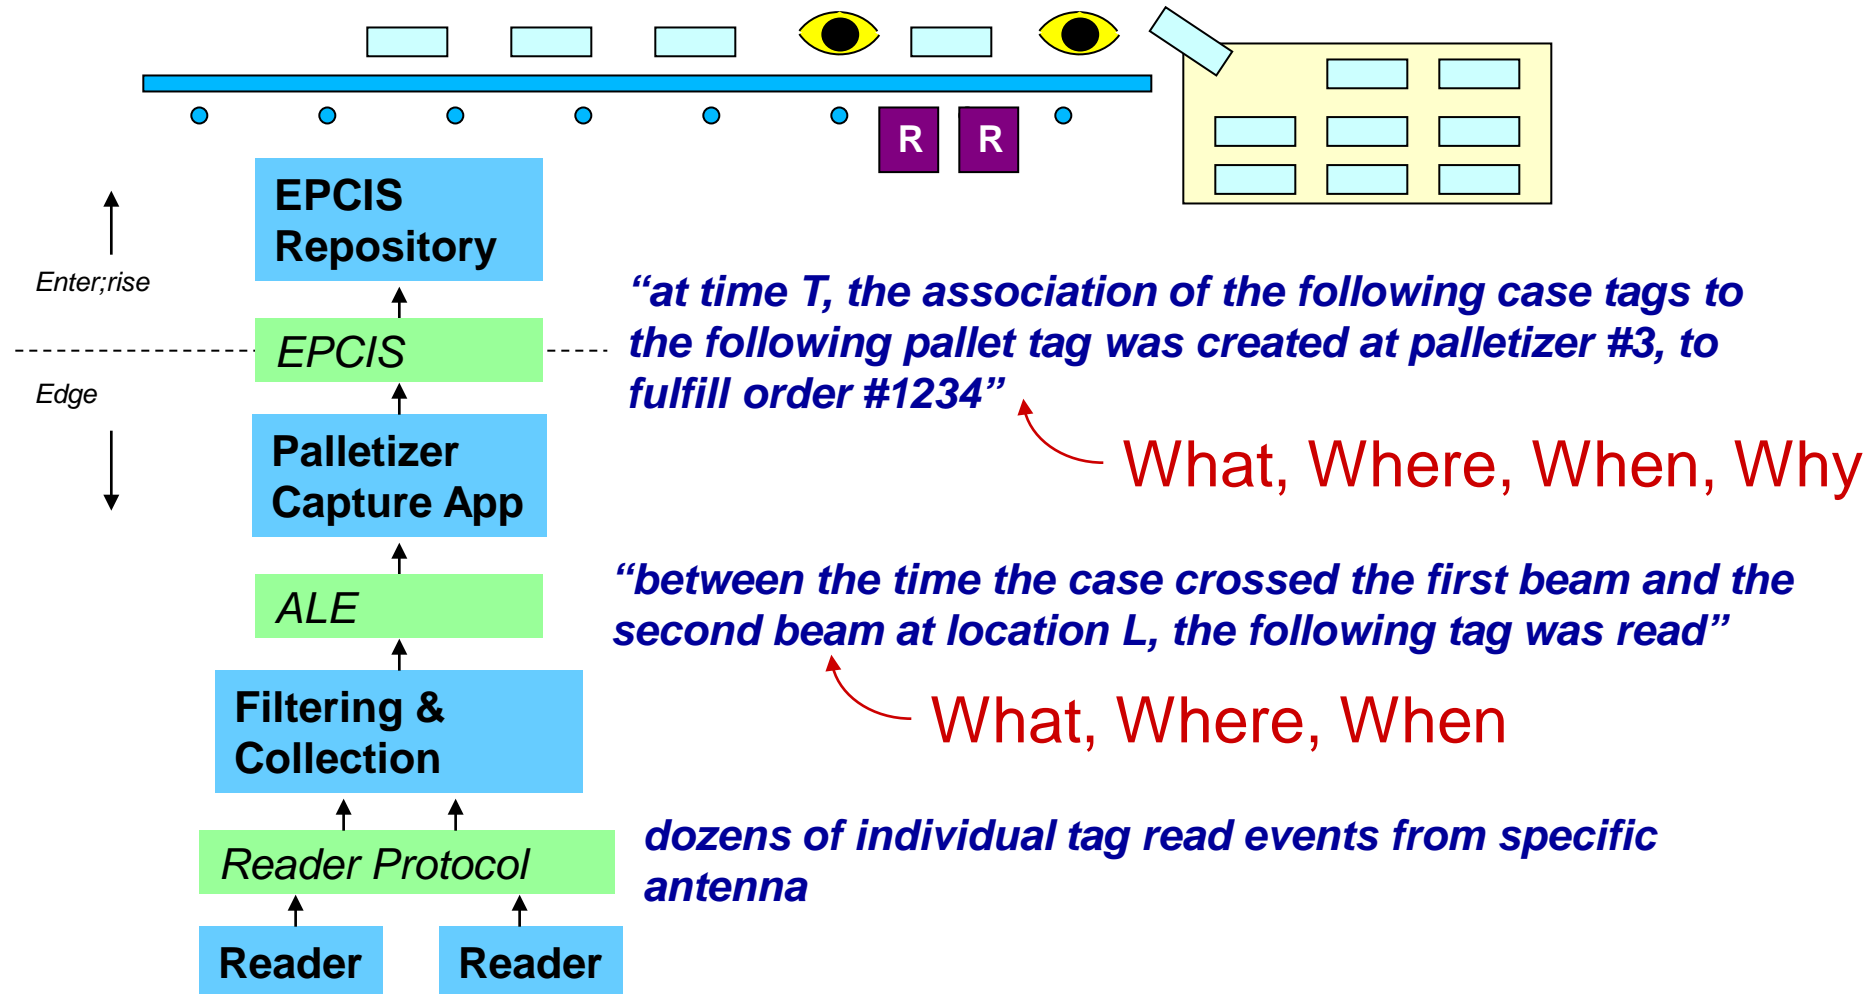 R R
EPCIS
Repository
Enter;rise
“at time T, the association of the following case tags to
the following pallet tag was created at palletizer #3, to
fulfill order #1234”
EPCIS
Edge
What, Where, When, Why
Palletizer
Capture App
“between the time the case crossed the first beam and the
second beam at location L, the following tag was read”
ALE
What, Where, When
Filtering &
Collection
dozens of individual tag read events from specific
antenna
Reader Protocol
Reader Reader